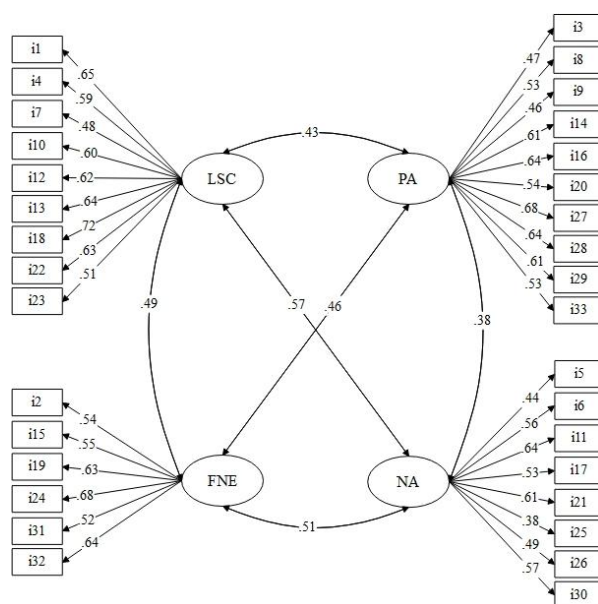 i1
i4
i7
i10
i12
i13
i18
i22
i23
.65
.59
.48
.60
.62
.64
.72
.63
.51
LSC
.43
PA
.47
.53
.46
.61
.64
.54
.68
.64
.61
.53
i3
i8
i9
i14
i16
i20
i27
i28
i29
i33
.49
.57
.46
.38
i2
i15
i19
i24
i31
i32
.54
.55
.63
.68
.52
.64
FNE
.51
NA
.44
.56
.64
.53
.61
.38
.49
.57
i5
i6
i11
i17
i21
i25
i26
i30